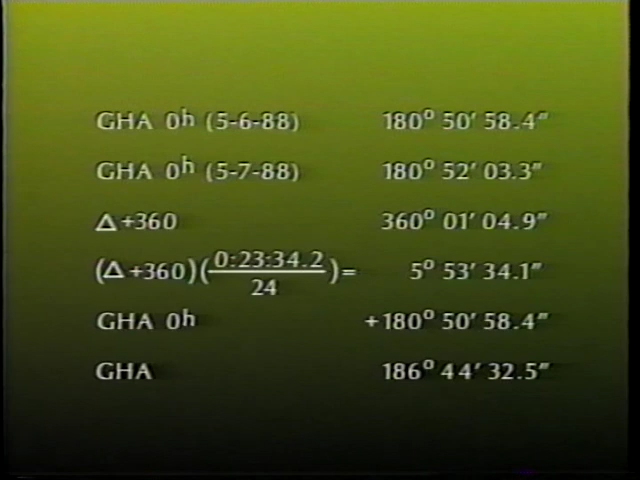 GHA 0ʰ (5-6-88) 180° 50′ 58.4″
GHA 0ʰ (5-7-88) 180° 52′ 03.3″
Δ+360 360° 01′ 04.9″
(Δ+360)(0:23:34.2/24)= 5° 53′ 34.1″
GHA 0ʰ +180° 50′ 58.4″
GHA 186° 44′ 32.5″